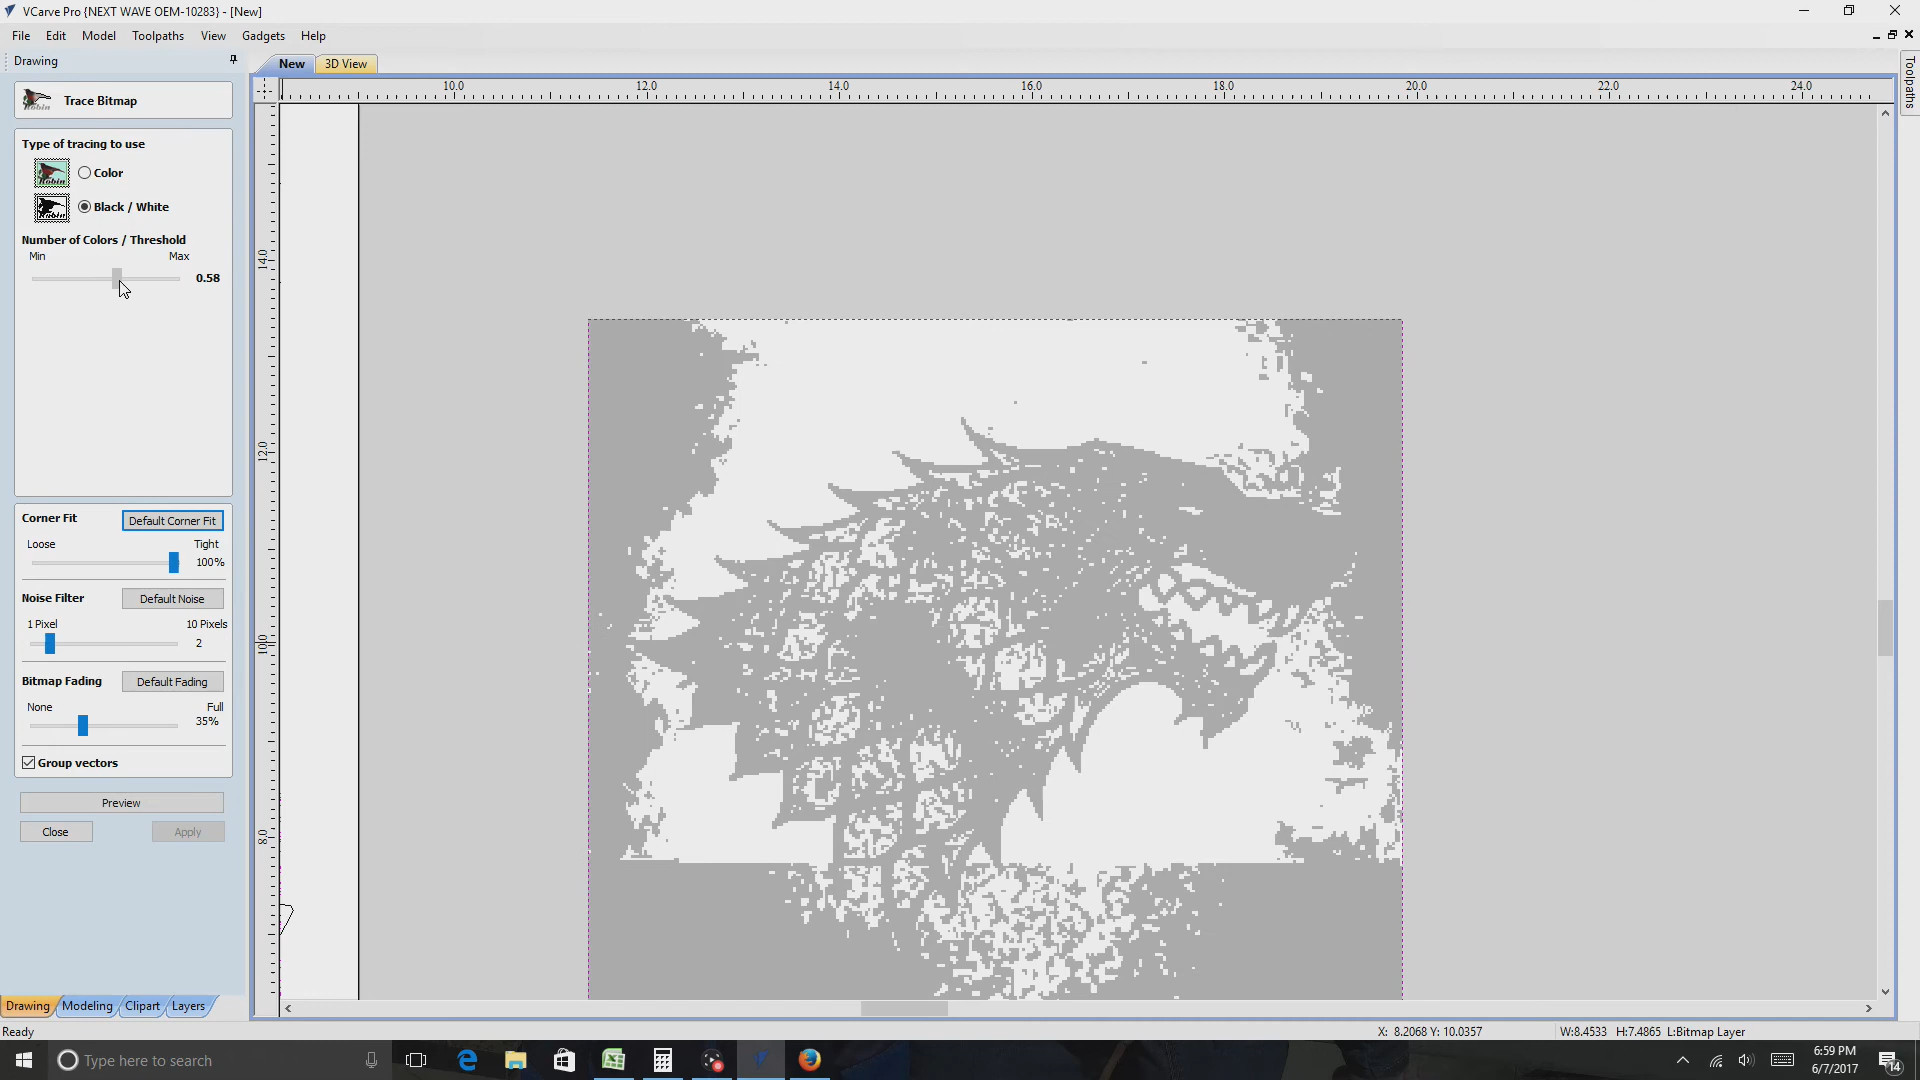 VCarve Pro {NEXT WAVE OEM-10283} - [New]
File Edit Model Toolpaths View Gadgets Help
Drawing
New 3D View
Toolpaths
Trace Bitmap
10.0 12.0 14.0 16.0 18.0 20.0 22.0 24.0
Type of tracing to use
Color
Black / White
Number of Colors / Threshold
Min Max
0.58
14.0
12.0
10.0
8.0
Corner Fit Default Corner Fit
Loose Tight
100%
Noise Filter Default Noise
1 Pixel 10 Pixels
2
Bitmap Fading Default Fading
None Full
35%
Group vectors
Preview
Close Apply
Drawing Modeling Clipart Layers
Ready
X: 8.2068 Y: 10.0357 W:8.4533 H:7.4865 L:Bitmap Layer
Type here to search
6:59 PM
6/7/2017
14